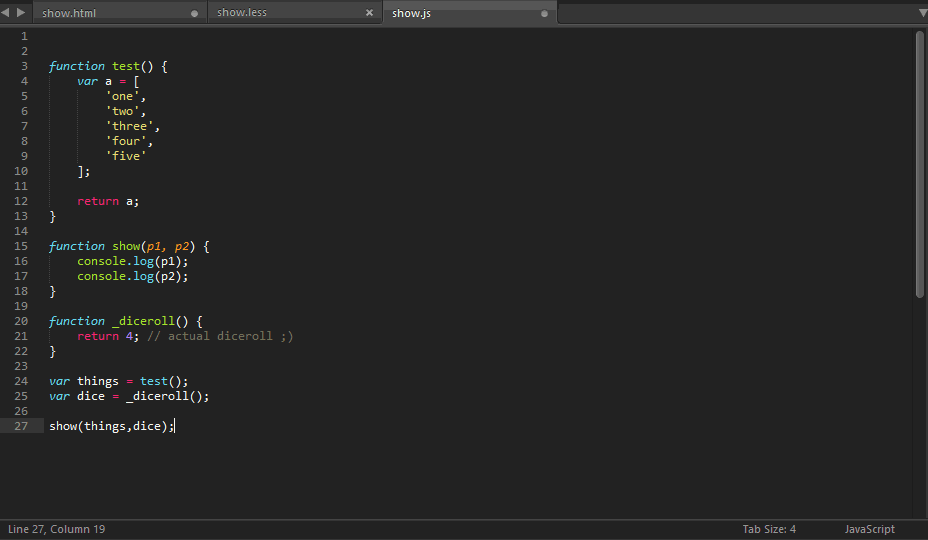 show.html show.less × show.js
1
2
3 function test() {
4     var a = [
5         'one',
6         'two',
7         'three',
8         'four',
9         'five'
10     ];
11
12     return a;
13 }
14
15 function show(p1, p2) {
16     console.log(p1);
17     console.log(p2);
18 }
19
20 function _diceroll() {
21     return 4; // actual diceroll ;)
22 }
23
24 var things = test();
25 var dice = _diceroll();
26
27 show(things,dice);
Line 27, Column 19 Tab Size: 4 JavaScript